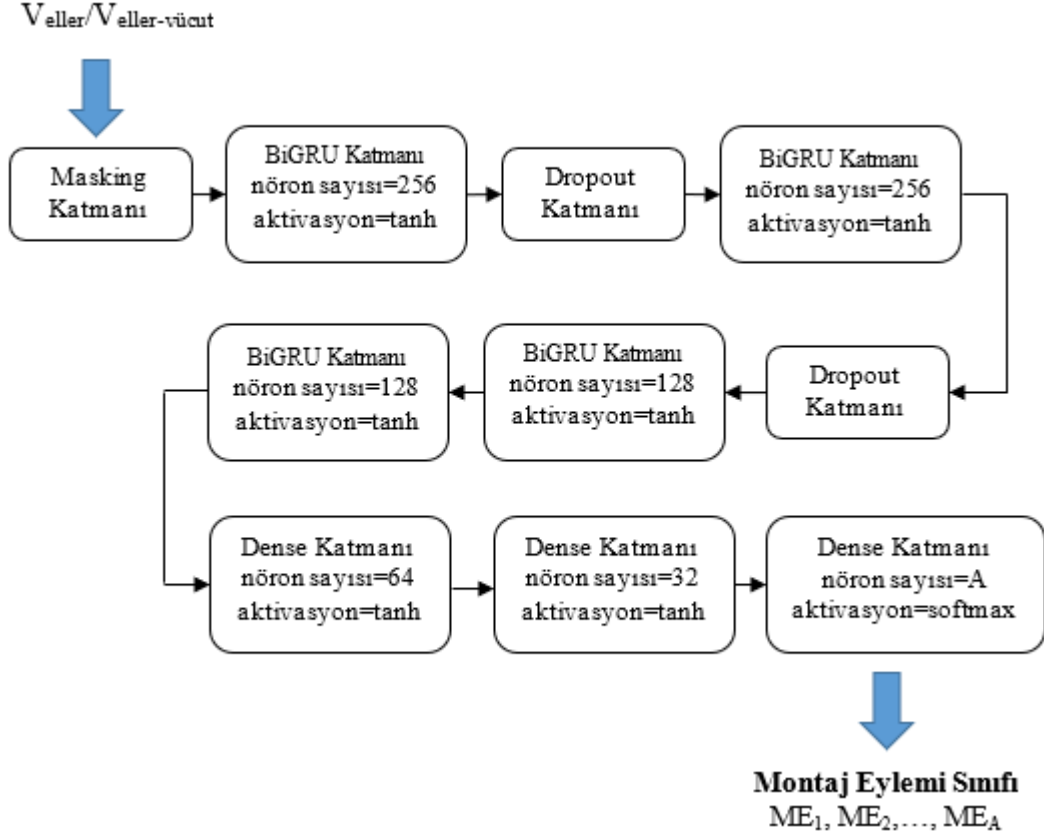 Veller/Veller-vücut
Masking
Katmanı
BiGRU Katmanı
nöron sayısı=256
aktivasyon=tanh
Dropout
Katmanı
BiGRU Katmanı
nöron sayısı=256
aktivasyon=tanh
Dropout
Katmanı
BiGRU Katmanı
nöron sayısı=128
aktivasyon=tanh
BiGRU Katmanı
nöron sayısı=128
aktivasyon=tanh
Dense Katmanı
nöron sayısı=64
aktivasyon=tanh
Dense Katmanı
nöron sayısı=32
aktivasyon=tanh
Dense Katmanı
nöron sayısı=A
aktivasyon=softmax
Montaj Eylemi Sınıfı
ME1, ME2,…, MEA